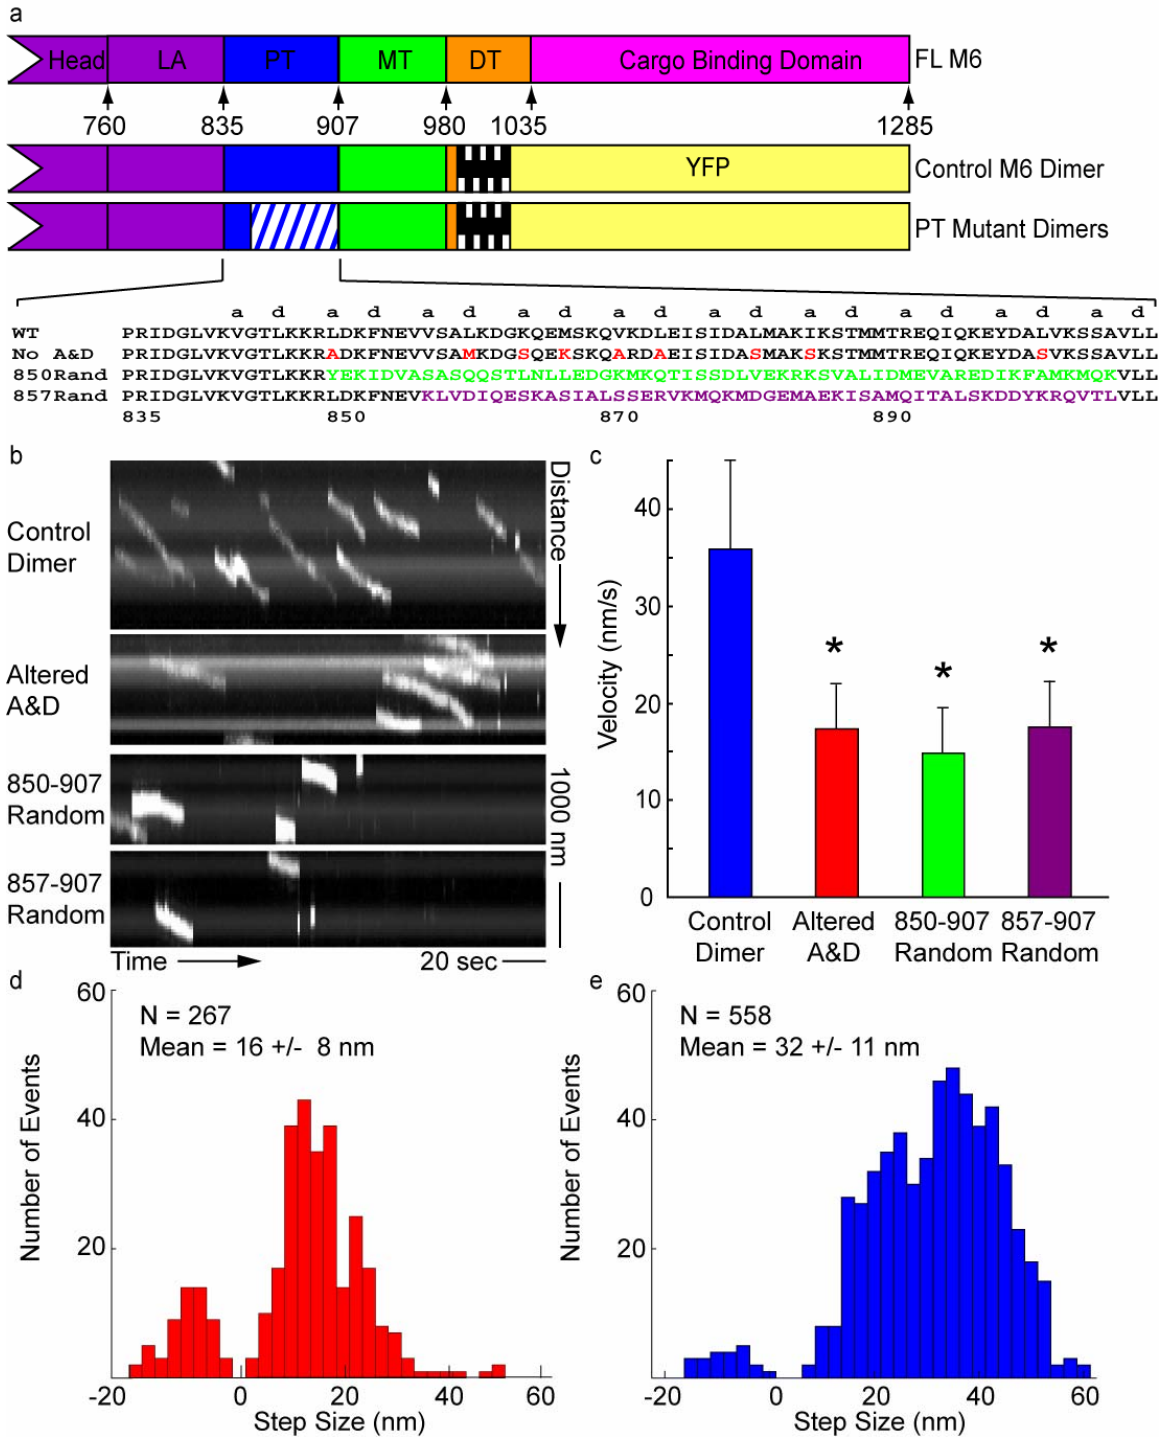 a
Head LA PT MT DT Cargo Binding Domain FL M6
760 835 907 980 1035 1285
YFP Control M6 Dimer
PT Mutant Dimers
a d a d a d a d a d a d a d a d a d
WT PRIDGLVKVGTLKKRLDKFNEVVSALKDGKQEMSKQVKDLEISIDALMAKIKSTMMTREQIQKEYDALVKSSAVLL
No A&D PRIDGLVKVGTLKKRADKFNEVVSAMKDGSQEKSKQARDAEISIDASMAKSKSTMMTREQIQKEYDASVKSSAVLL
850Rand PRIDGLVKVGTLKKRYEKIDVASASQQSTLNLLEDGKMKQTISSDLVEKRKSVALIDMEVAREDIKFAMKMQKVLL
857Rand PRIDGLVKVGTLKKRLDKFNEVKLVDIQESKASIALSSERVKMQKMDGEMAEKISAMQITALSKDDYKRQVTLVLL
835 850 870 890
b
Control
Dimer
Altered
A&D
850-907
Random
857-907
Random
Distance
1000 nm
Time 20 sec
c
Velocity (nm/s)
40
30
20
10
0
Control
Dimer
Altered
A&D
850-907
Random
857-907
Random
* * *
d
N = 267
Mean = 16 +/- 8 nm
Number of Events
60
40
20
-20 0 20 40 60
Step Size (nm)
e
N = 558
Mean = 32 +/- 11 nm
Number of Events
60
40
20
-20 0 20 40 60
Step Size (nm)